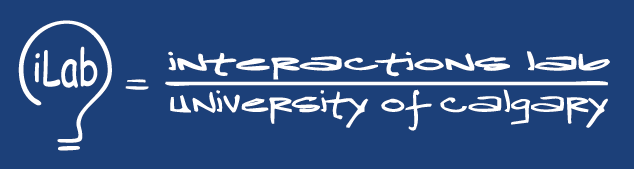 iLab
=
interactions lab
university of calgary